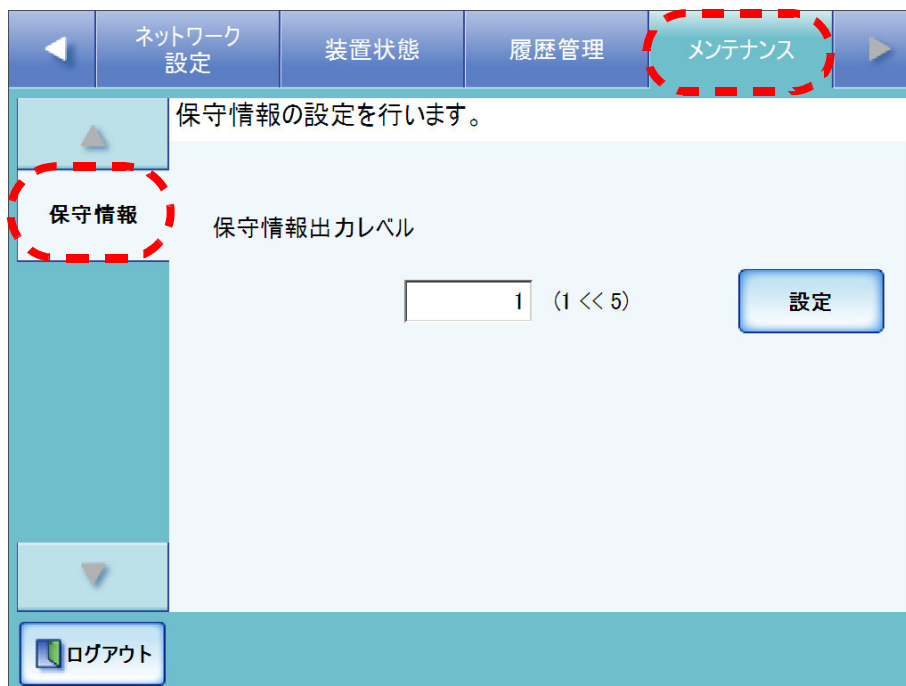 ネットワーク
設定
装置状態
履歴管理
メンテナンス
保守情報の設定を行います。
保守情報
保守情報出力レベル
1 (1 << 5)
設定
ログアウト